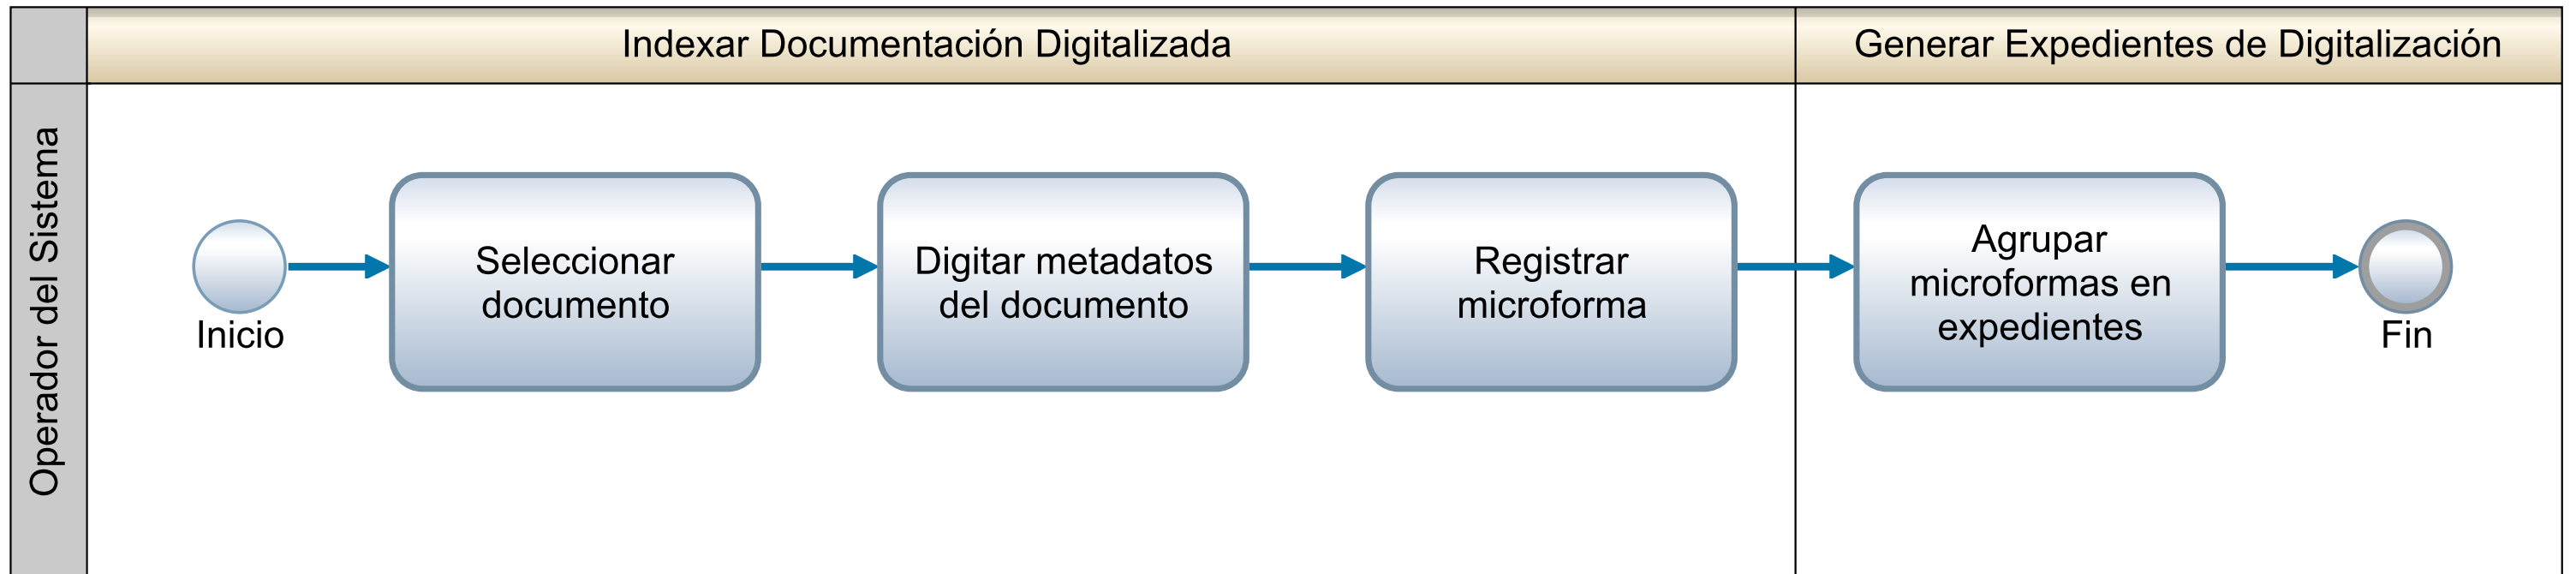 Indexar Documentación Digitalizada
Generar Expedientes de Digitalización
Operador del Sistema
Inicio
Seleccionar
documento
Digitar metadatos
del documento
Registrar
microforma
Agrupar
microformas en
expedientes
Fin